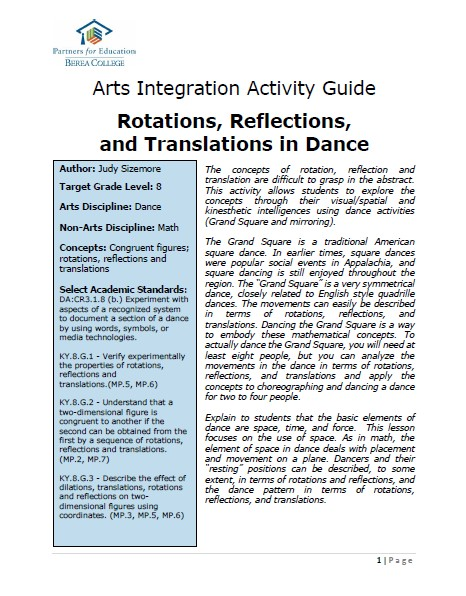 Partners for Education
BEREA COLLEGE
Arts Integration Activity Guide
Rotations, Reflections,
and Translations in Dance
Author: Judy Sizemore
Target Grade Level: 8
Arts Discipline: Dance
Non-Arts Discipline: Math
Concepts: Congruent figures;
rotations, reflections and
translations
Select Academic Standards:
DA:CR3.1.8 (b.) Experiment with
aspects of a recognized system
to document a section of a dance
by using words, symbols, or
media technologies.
KY.8.G.1 - Verify experimentally
the properties of rotations,
reflections and
translations.(MP.5, MP.6)
KY.8.G.2 - Understand that a
two-dimensional figure is
congruent to another if the
second can be obtained from the
first by a sequence of rotations,
reflections and translations.
(MP.2, MP.7)
KY.8.G.3 - Describe the effect of
dilations, translations, rotations
and reflections on two-
dimensional figures using
coordinates. (MP.3, MP.5, MP.6)
The concepts of rotation, reflection and
translation are difficult to grasp in the abstract.
This activity allows students to explore the
concepts through their visual/spatial and
kinesthetic intelligences using dance activities
(Grand Square and mirroring).
The Grand Square is a traditional American
square dance. In earlier times, square dances
were popular social events in Appalachia, and
square dancing is still enjoyed throughout the
region. The "Grand Square" is a very symmetrical
dance, closely related to English style quadrille
dances. The movements can easily be described
in terms of rotations, reflections, and
translations. Dancing the Grand Square is a way
to embody these mathematical concepts. To
actually dance the Grand Square, you will need at
least eight people, but you can analyze the
movements in the dance in terms of rotations,
reflections, and translations and apply the
concepts to choreographing and dancing a dance
for two to four people.
Explain to students that the basic elements of
dance are space, time, and force. This lesson
focuses on the use of space. As in math, the
element of space in dance deals with placement
and movement on a plane. Dancers and their
"resting" positions can be described, to some
extent, in terms of rotations and reflections, and
the dance pattern in terms of rotations,
reflections, and translations.
1 | Page